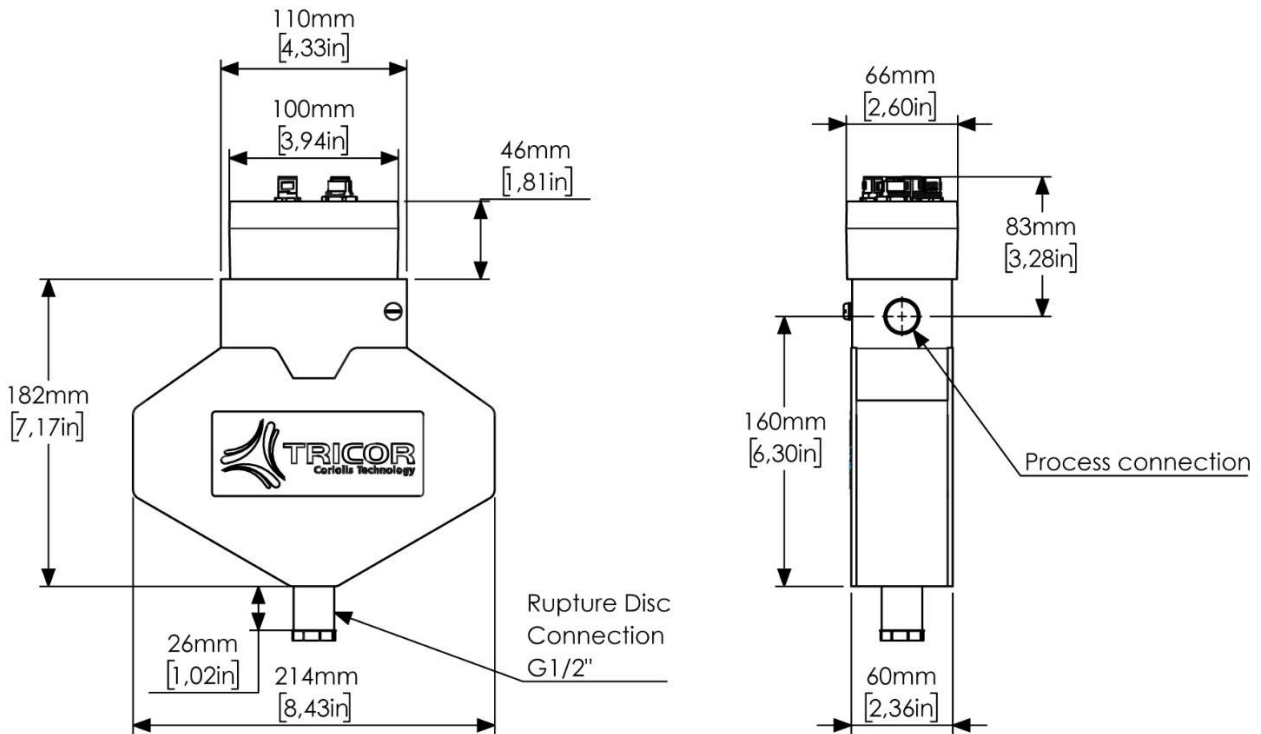 110mm
[4,33in]
100mm
[3,94in]
46mm
[1,81in]
182mm
[7,17in]
TRICOR
Coriolis Technology
26mm
[1,02in]
214mm
[8,43in]
Rupture Disc
Connection
G1/2"
66mm
[2,60in]
83mm
[3,28in]
160mm
[6,30in]
Process connection
60mm
[2,36in]